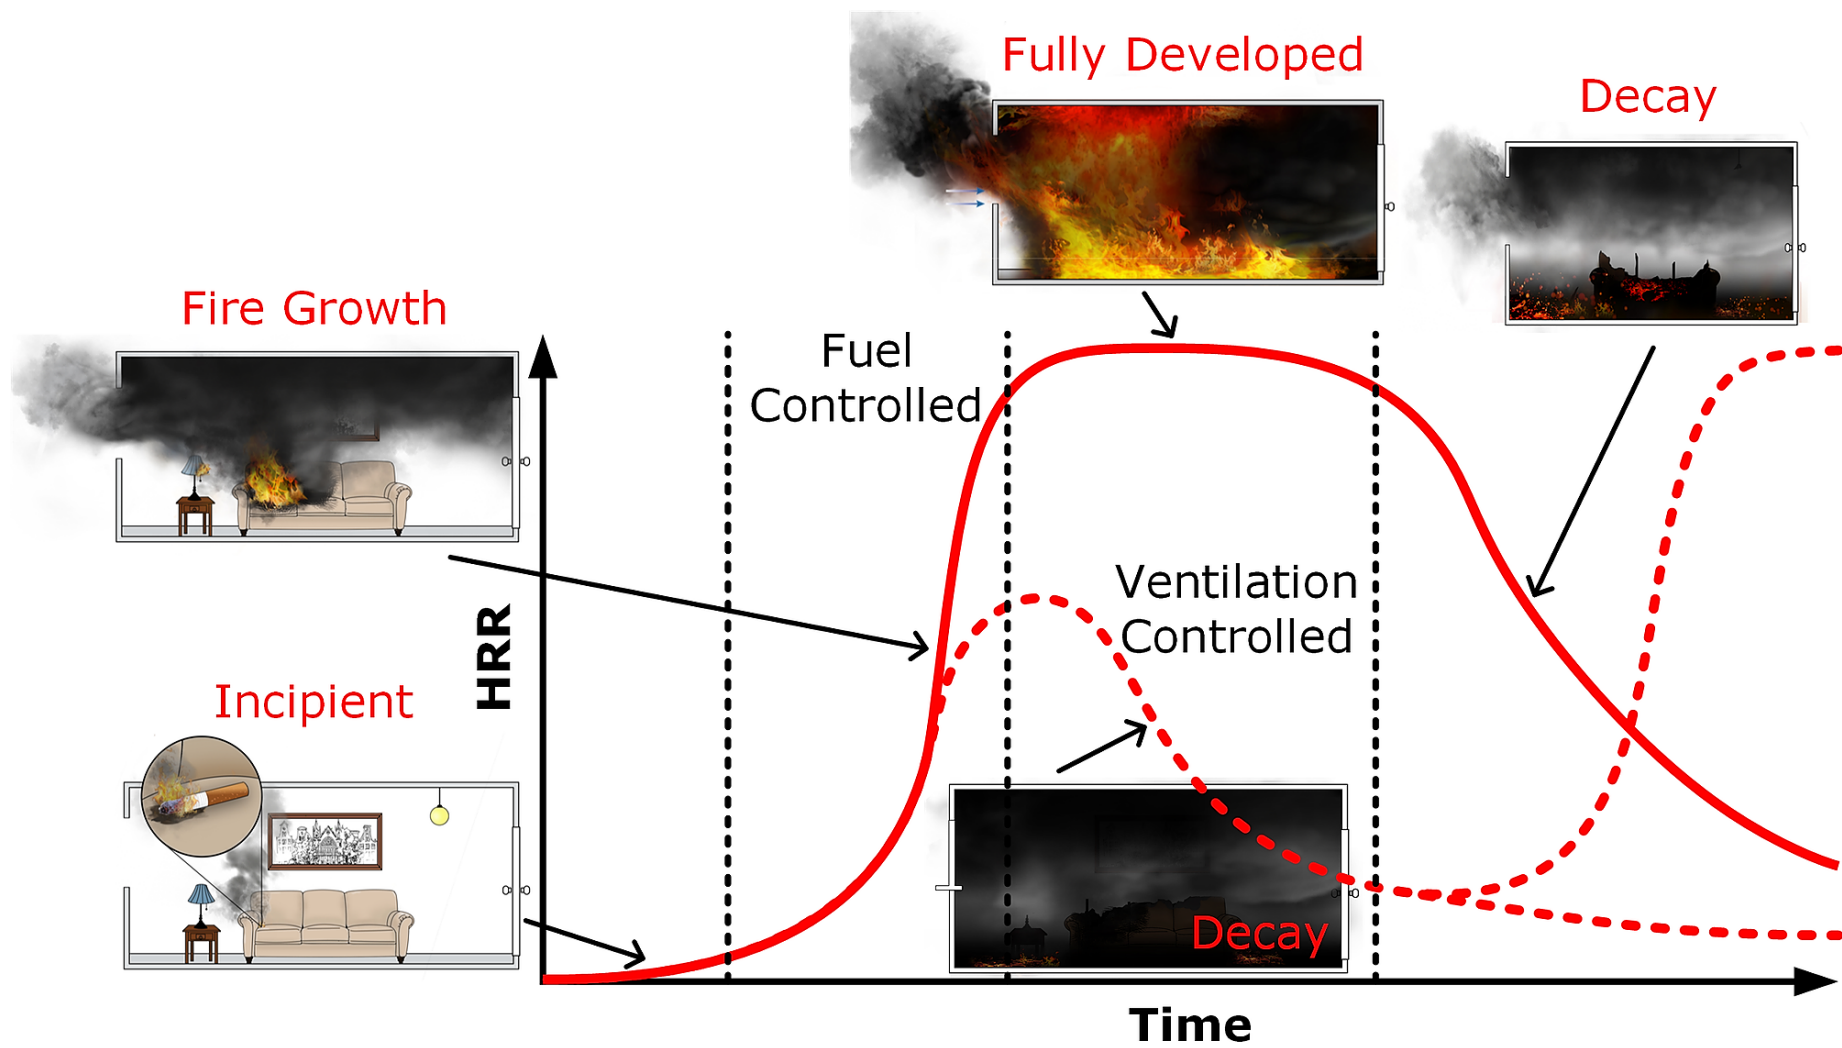 Fully Developed
Decay
Fire Growth
Fuel
Controlled
Ventilation
Controlled
HRR
Incipient
Decay
Time